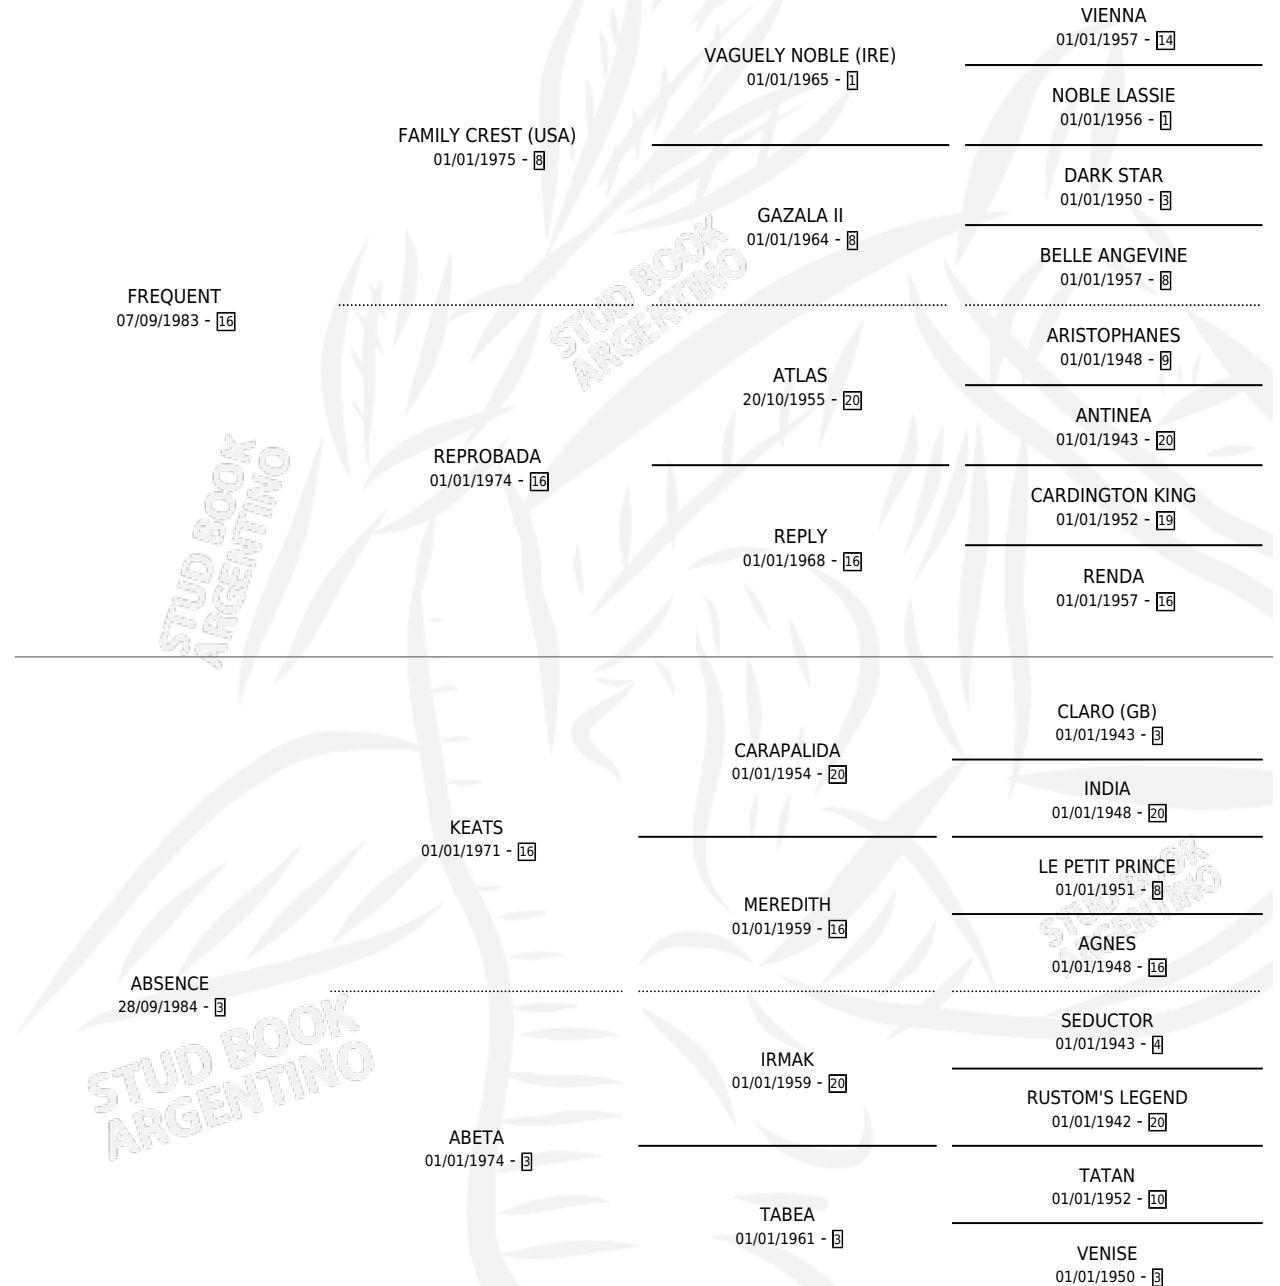 VIENNA
01/01/1957 - 14
VAGUELY NOBLE (IRE)
01/01/1965 - 1
NOBLE LASSIE
01/01/1956 - 1
FAMILY CREST (USA)
01/01/1975 - 8
DARK STAR
01/01/1950 - 3
GAZALA II
01/01/1964 - 8
BELLE ANGEVINE
01/01/1957 - 8
FREQUENT
07/09/1983 - 16
ARISTOPHANES
01/01/1948 - 9
ATLAS
20/10/1955 - 20
ANTINEA
01/01/1943 - 20
REPROBADA
01/01/1974 - 16
CARDINGTON KING
01/01/1952 - 19
REPLY
01/01/1968 - 16
RENDA
01/01/1957 - 16
CLARO (GB)
01/01/1943 - 3
CARAPALIDA
01/01/1954 - 20
INDIA
01/01/1948 - 20
KEATS
01/01/1971 - 16
LE PETIT PRINCE
01/01/1951 - 8
MEREDITH
01/01/1959 - 16
AGNES
01/01/1948 - 16
ABSENCE
28/09/1984 - 3
SEDUCTOR
01/01/1943 - 4
IRMAK
01/01/1959 - 20
RUSTOM'S LEGEND
01/01/1942 - 20
ABETA
01/01/1974 - 3
TATAN
01/01/1952 - 10
TABEA
01/01/1961 - 3
VENISE
01/01/1950 - 3
STUD BOOK
ARGENTINO
STUD BOOK
ARGENTINO
STUD BOOK
ARGENTINO
STUD BOOK
ARGENTINO